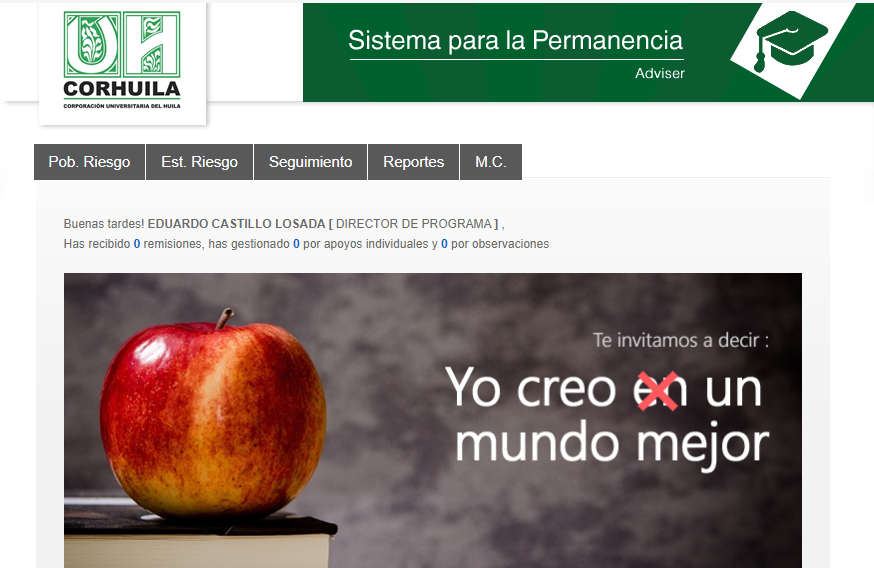 UH
CORHUILA
CORPORACIÓN UNIVERSITARIA DEL HUILA
Sistema para la Permanencia
Adviser
Pob. Riesgo
Est. Riesgo
Seguimiento
Reportes
M.C.
Buenas tardes! EDUARDO CASTILLO LOSADA [ DIRECTOR DE PROGRAMA ] ,
Has recibido 0 remisiones, has gestionado 0 por apoyos individuales y 0 por observaciones
Te invitamos a decir :
Yo creo en un
mundo mejor